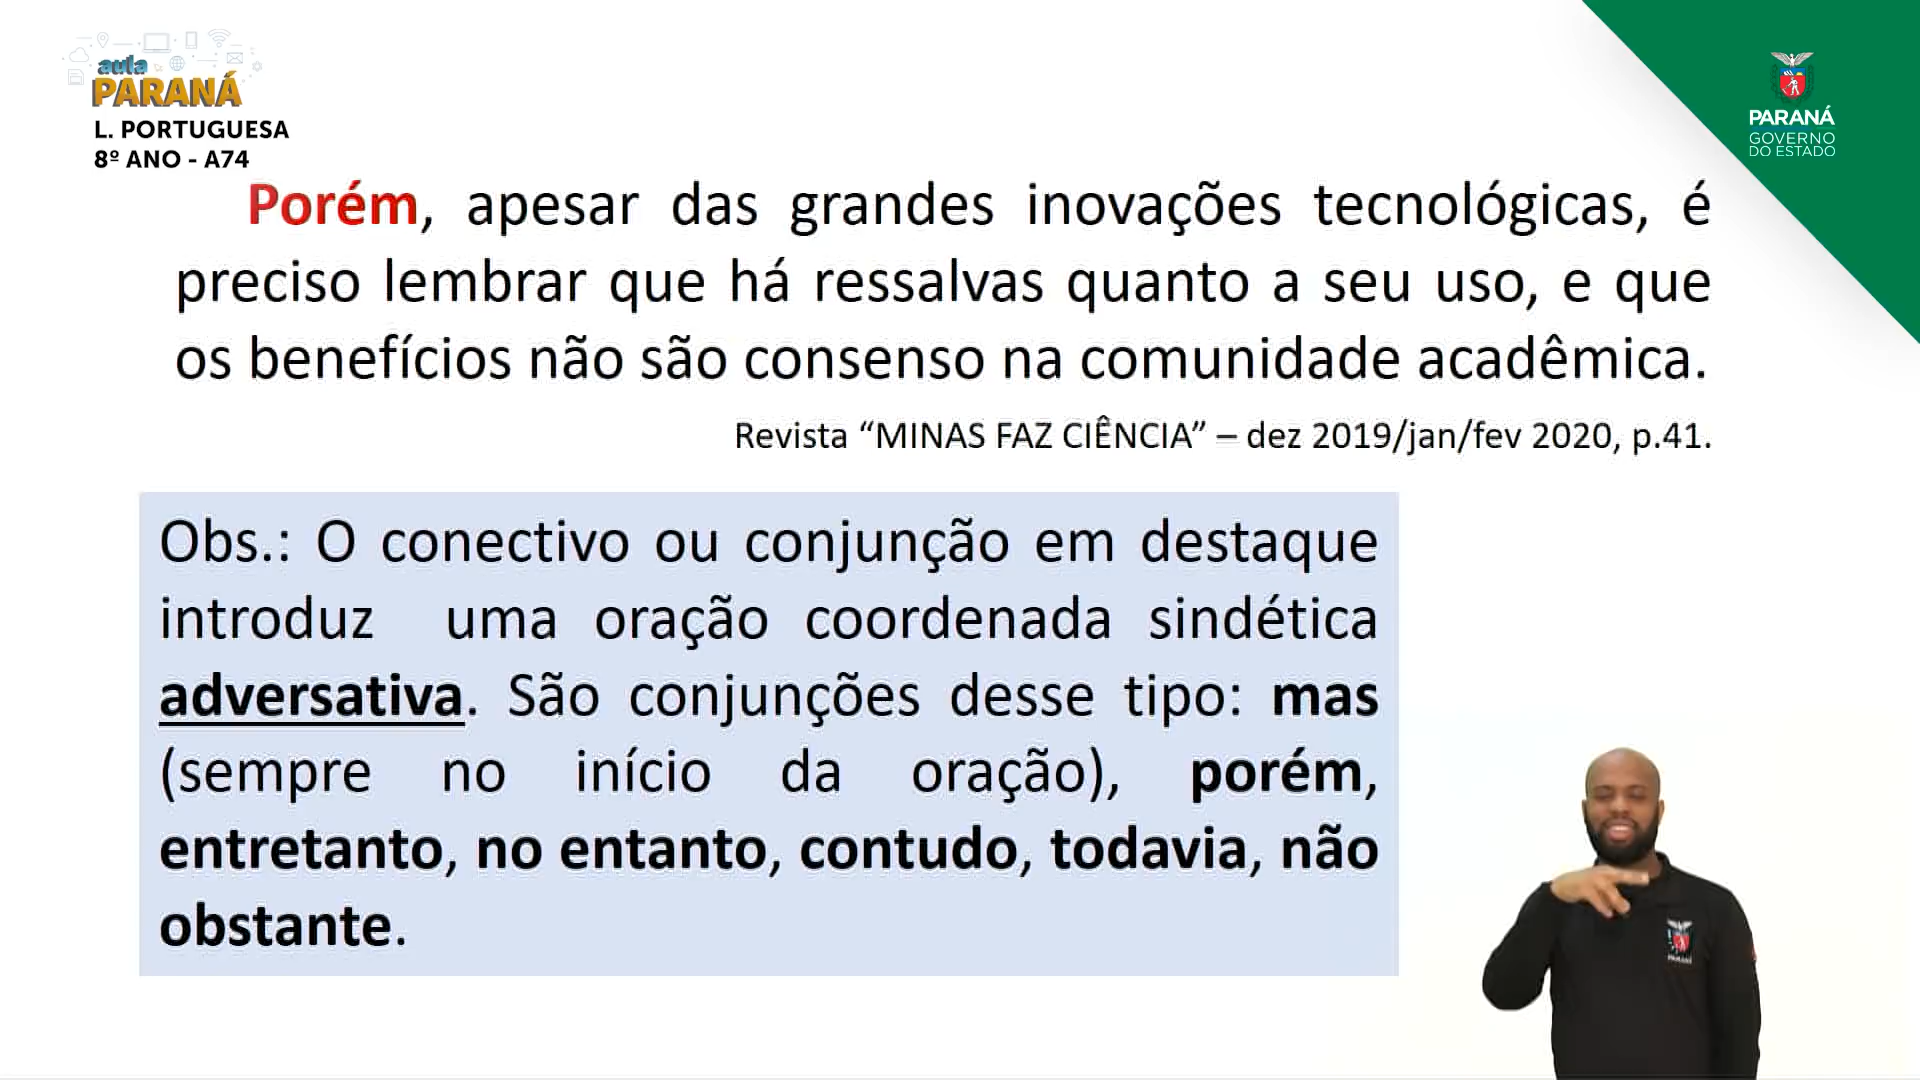 aula
PARANÁ
L. PORTUGUESA
8º ANO - A74
PARANÁ
GOVERNO
DO ESTADO
Porém, apesar das grandes inovações tecnológicas, é
preciso lembrar que há ressalvas quanto a seu uso, e que
os benefícios não são consenso na comunidade acadêmica.
Revista “MINAS FAZ CIÊNCIA” – dez 2019/jan/fev 2020, p.41.
Obs.: O conectivo ou conjunção em destaque
introduz uma oração coordenada sindética
adversativa. São conjunções desse tipo: mas
(sempre no início da oração), porém,
entretanto, no entanto, contudo, todavia, não
obstante.
PARANÁ